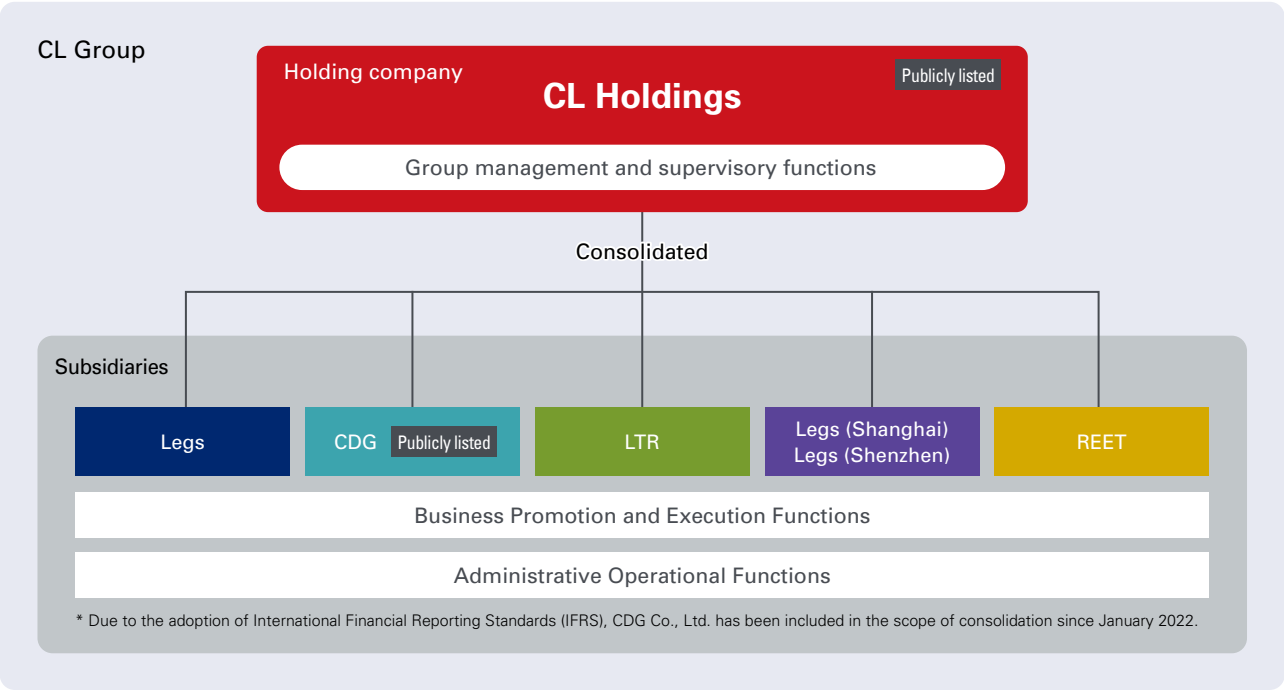 CL Group
Holding company
Publicly listed
CL Holdings
Group management and supervisory functions
Consolidated
Subsidiaries
Legs
CDG
Publicly listed
LTR
Legs (Shanghai)
Legs (Shenzhen)
REET
Business Promotion and Execution Functions
Administrative Operational Functions
* Due to the adoption of International Financial Reporting Standards (IFRS), CDG Co., Ltd. has been included in the scope of consolidation since January 2022.